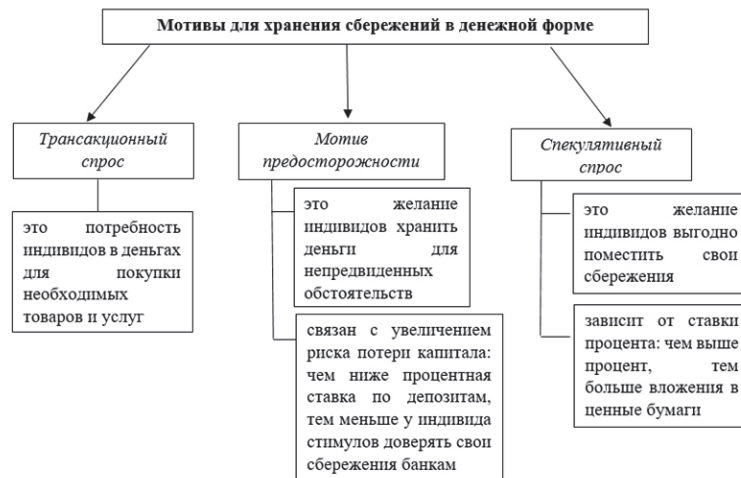 Мотивы для хранения сбережений в денежной форме
Трансакционный
спрос
это потребность
индивидов в деньгах
для покупки
необходимых
товаров и услуг
Мотив
предосторожности
это желание
индивидов хранить
деньги для
непредвиденных
обстоятельств
связан с увеличением
риска потери капитала:
чем ниже процентная
ставка по депозитам,
тем меньше у индивида
стимулов доверять свои
сбережения банкам
Спекулятивный
спрос
это желание
индивидов выгодно
поместить свои
сбережения
зависит от ставки
процента: чем выше
процент, тем
больше вложения в
ценные бумаги